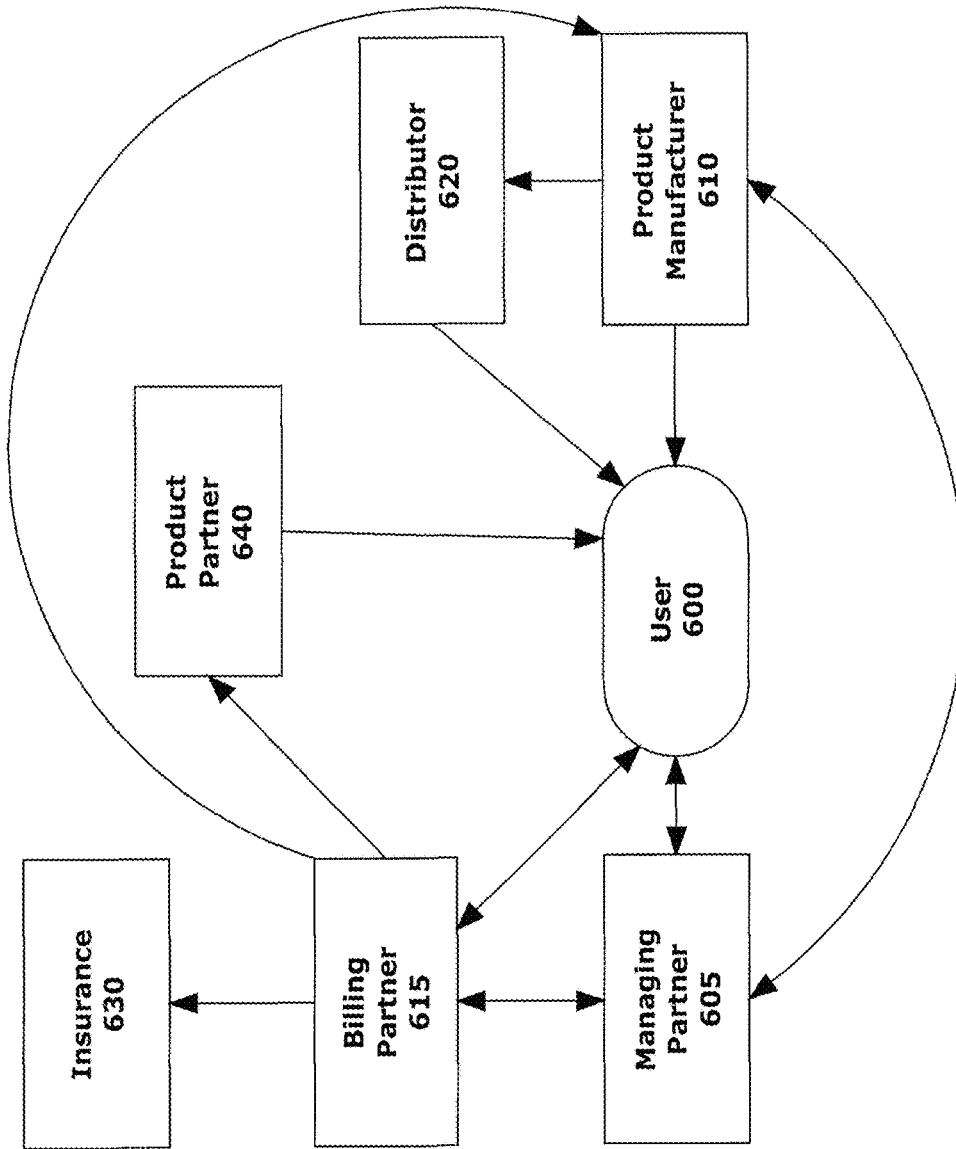 Insurance
630
Billing
Partner
615
Managing
Partner
605
Product
Partner
640
User
600
Distributor
620
Product
Manufacturer
610